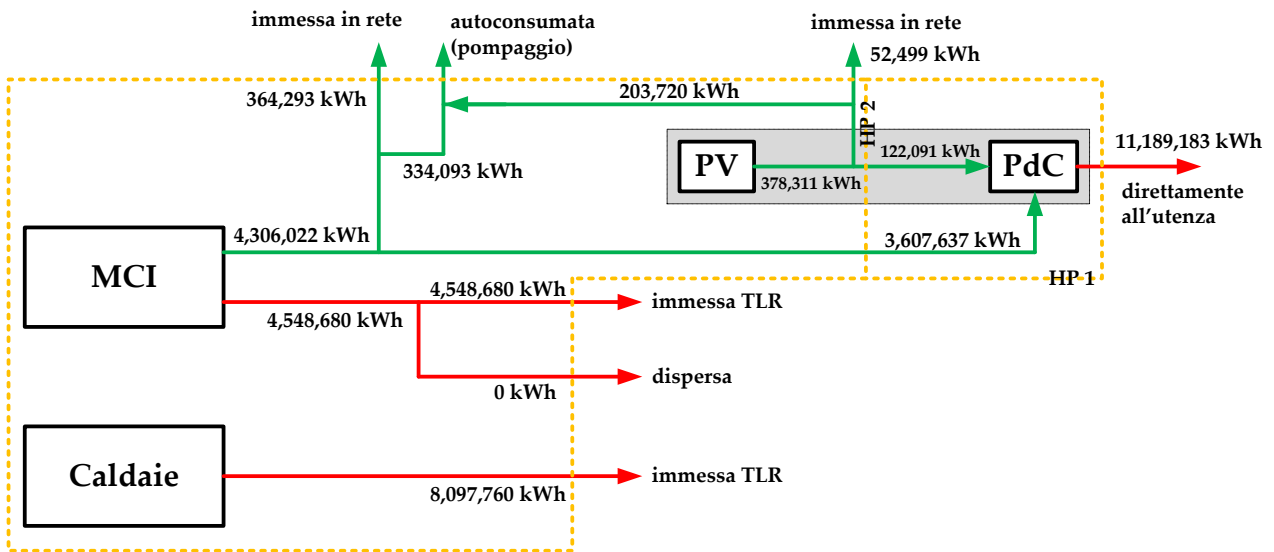 immessa in rete
autoconsumata
(pompaggio)
immessa in rete
52,499 kWh
364,293 kWh
203,720 kWh
HP 2
334,093 kWh
PV
378,311 kWh
122,091 kWh
PdC
11,189,183 kWh
direttamente
all'utenza
MCI
4,306,022 kWh
3,607,637 kWh
HP 1
4,548,680 kWh
4,548,680 kWh
immessa TLR
0 kWh
dispersa
Caldaie
8,097,760 kWh
immessa TLR